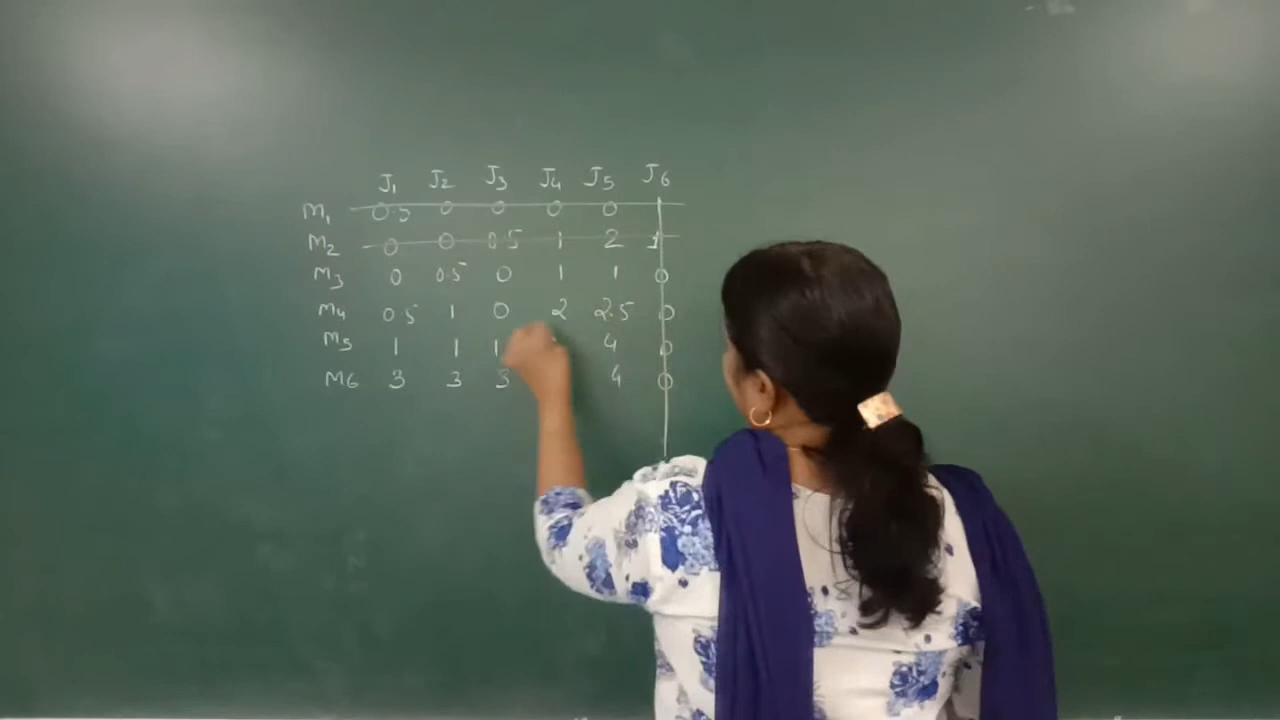 J1 J2 J3 J4 J5 J6
M1 0.5 0 0 0 0
M2 0 0 0.5 1 2 1
M3 0 0.5 0 1 1 0
M4 0.5 1 0 2 2.5 0
M5 1 1 1 4 0
M6 3 3 3 4 0